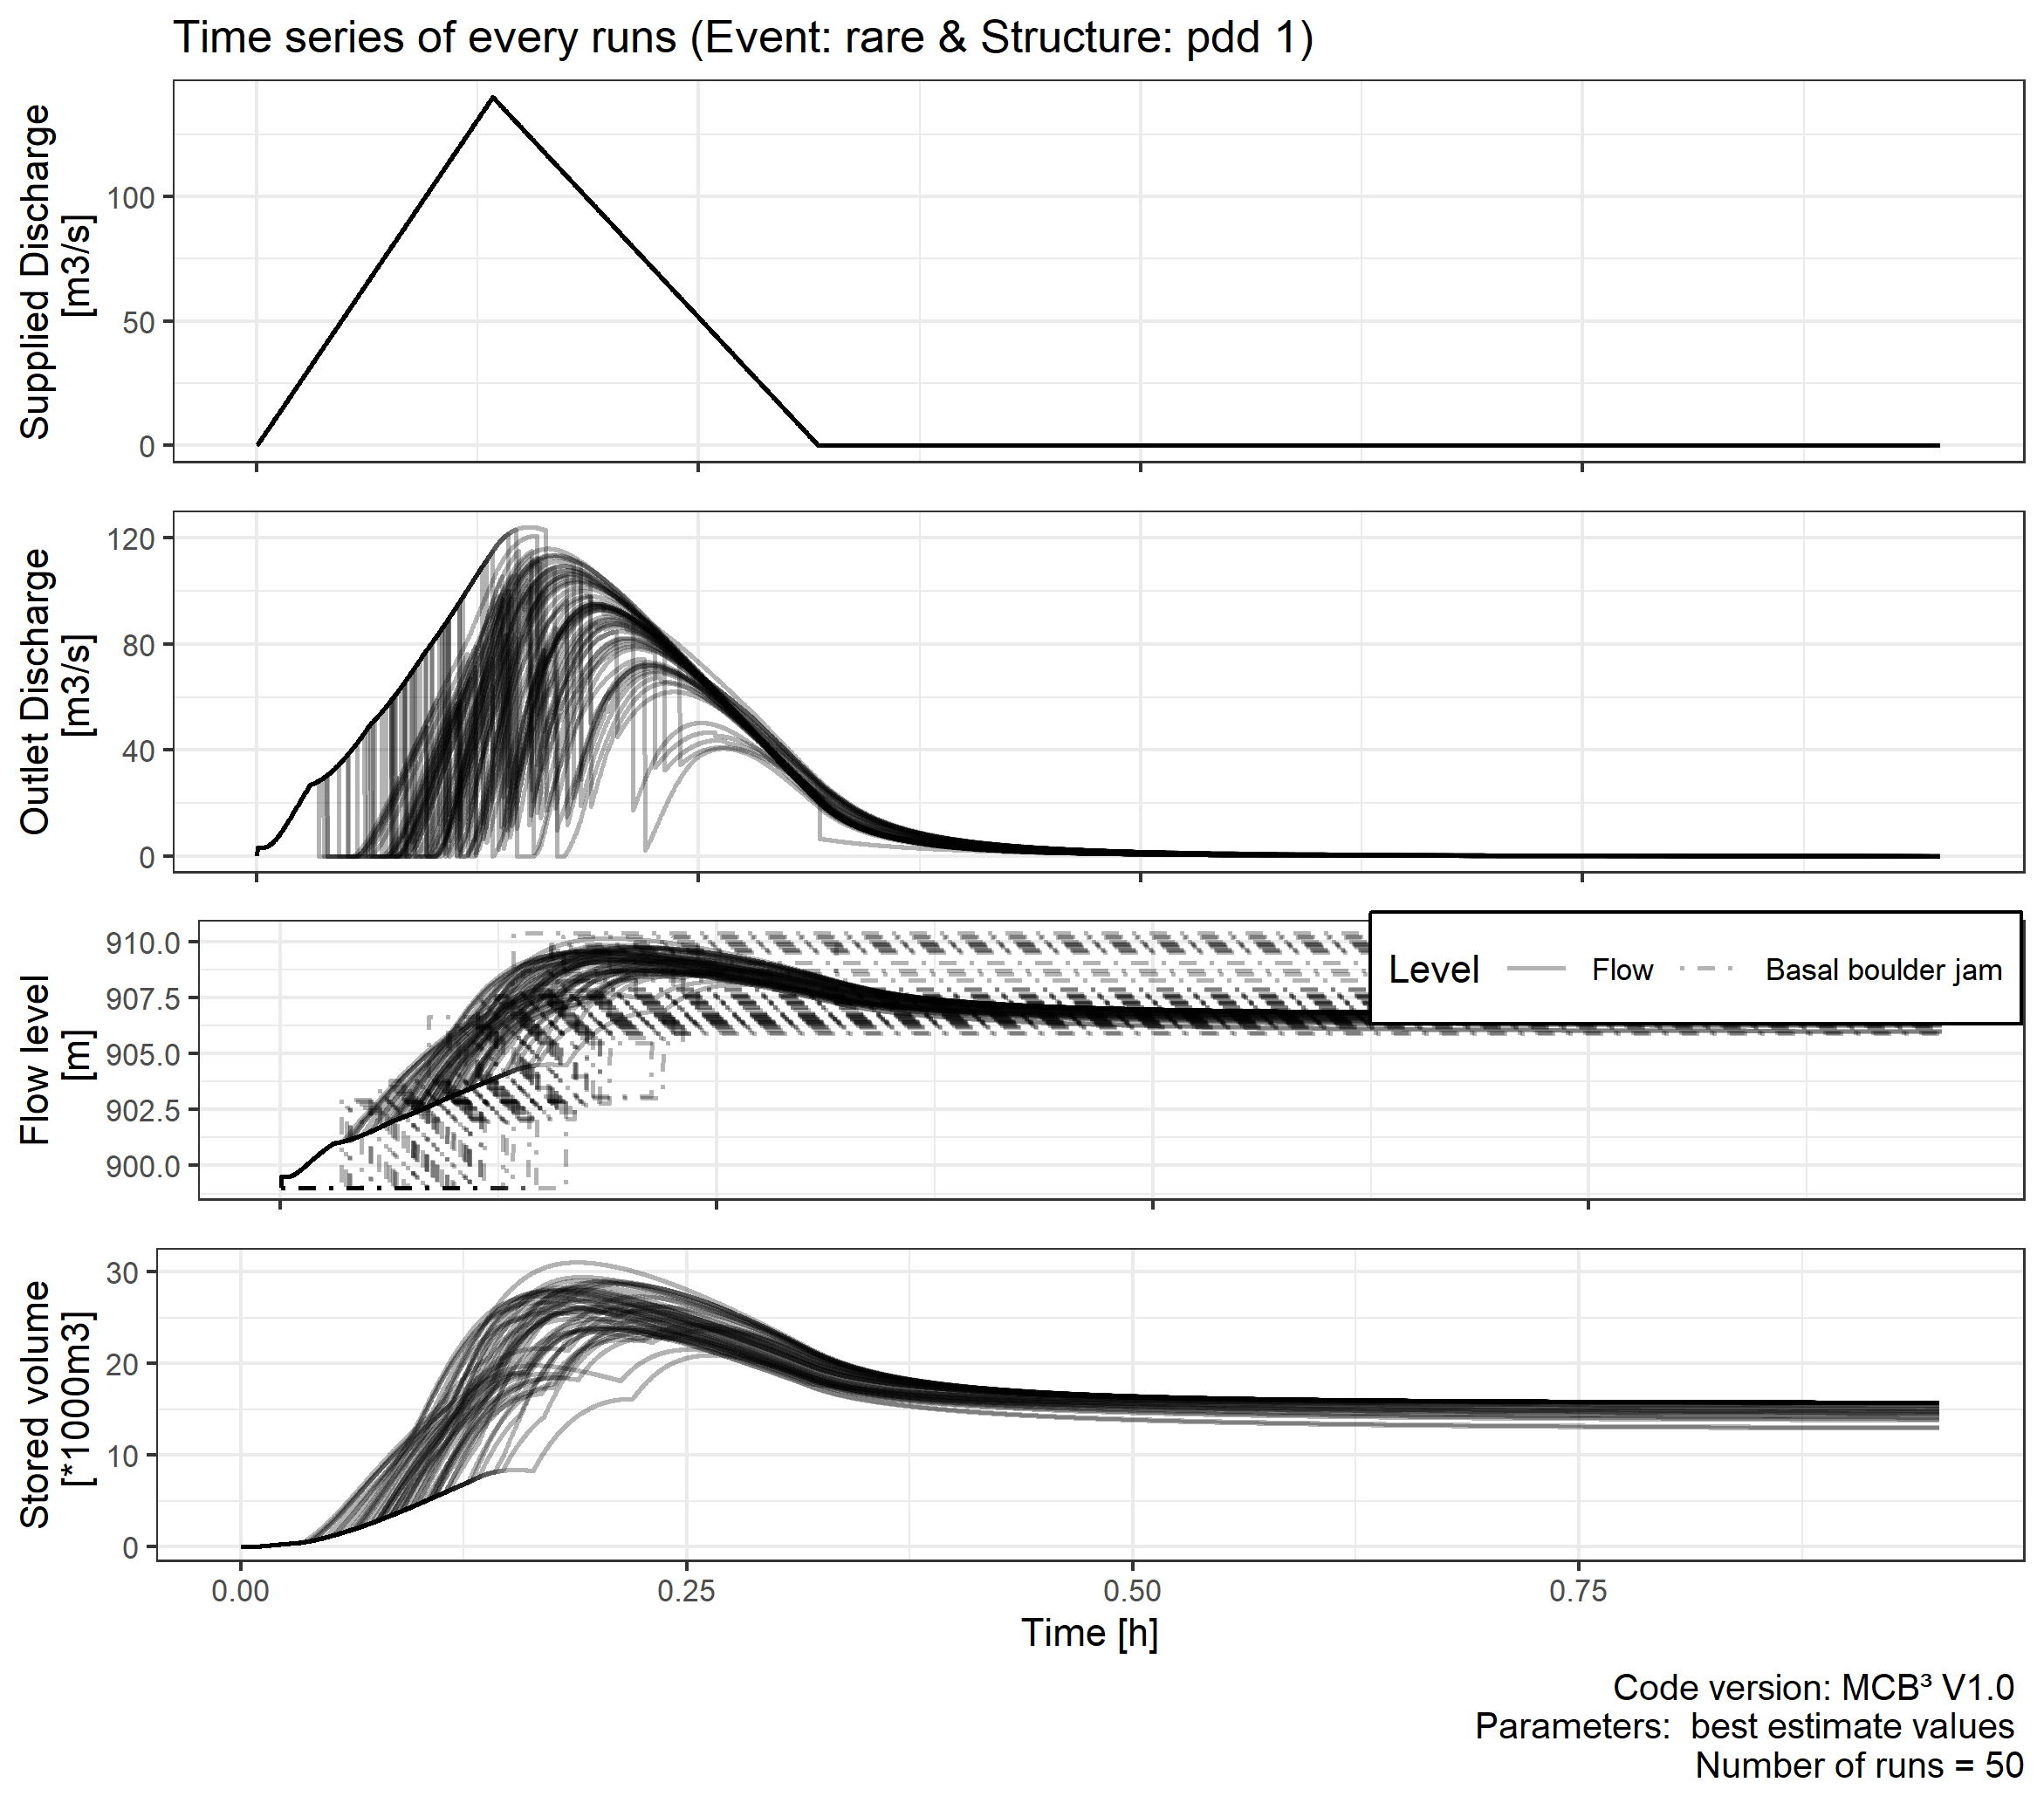 Time series of every runs (Event: rare & Structure: pdd 1)
Supplied Discharge
[m3/s]
100
50
0
Outlet Discharge
[m3/s]
120
80
40
0
Flow level
[m]
910.0
907.5
905.0
902.5
900.0
Level Flow Basal boulder jam
Stored volume
[*1000m3]
30
20
10
0
0.00 0.25 0.50 0.75
Time [h]
Code version: MCB³ V1.0
Parameters:  best estimate values
Number of runs = 50